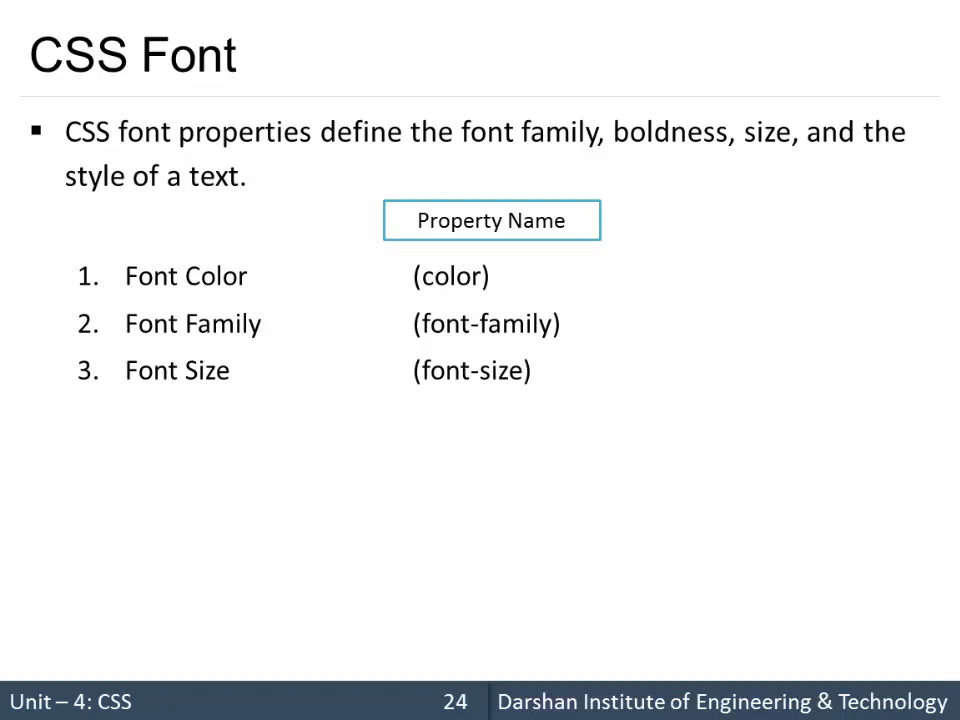 CSS Font
▪ CSS font properties define the font family, boldness, size, and the
style of a text.
Property Name
1. Font Color (color)
2. Font Family (font-family)
3. Font Size (font-size)
Unit – 4: CSS 24 Darshan Institute of Engineering & Technology